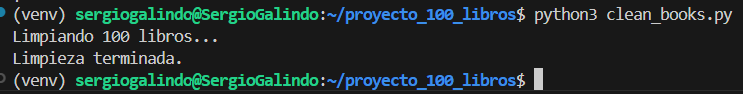 (venv) sergiogalindo@SergioGalindo:~/proyecto_100_libros$ python3 clean_books.py
Limpiando 100 libros...
Limpieza terminada.
(venv) sergiogalindo@SergioGalindo:~/proyecto_100_libros$